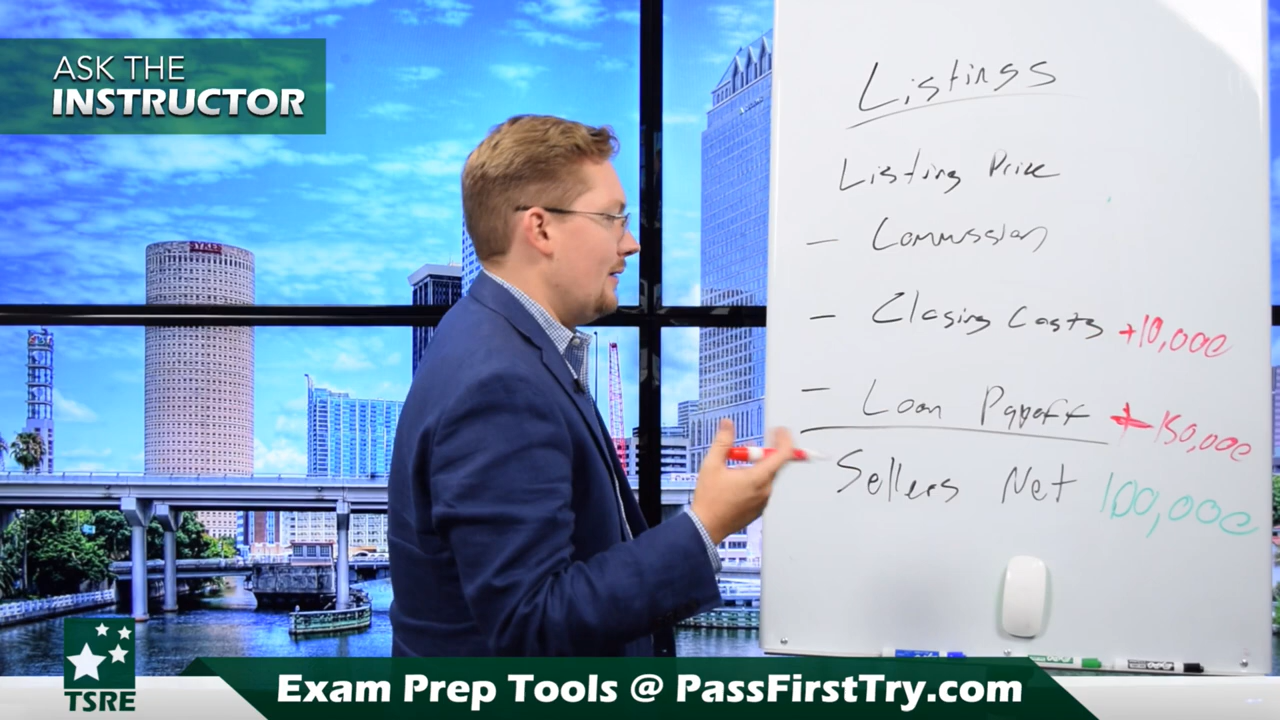 ASK THE
INSTRUCTOR
SYKES
Listings
Listing Price
- Commission
- Closing Costs +10,000
- Loan Payoff +150,000
Sellers Net 100,000
TSRE
Exam Prep Tools @ PassFirstTry.com